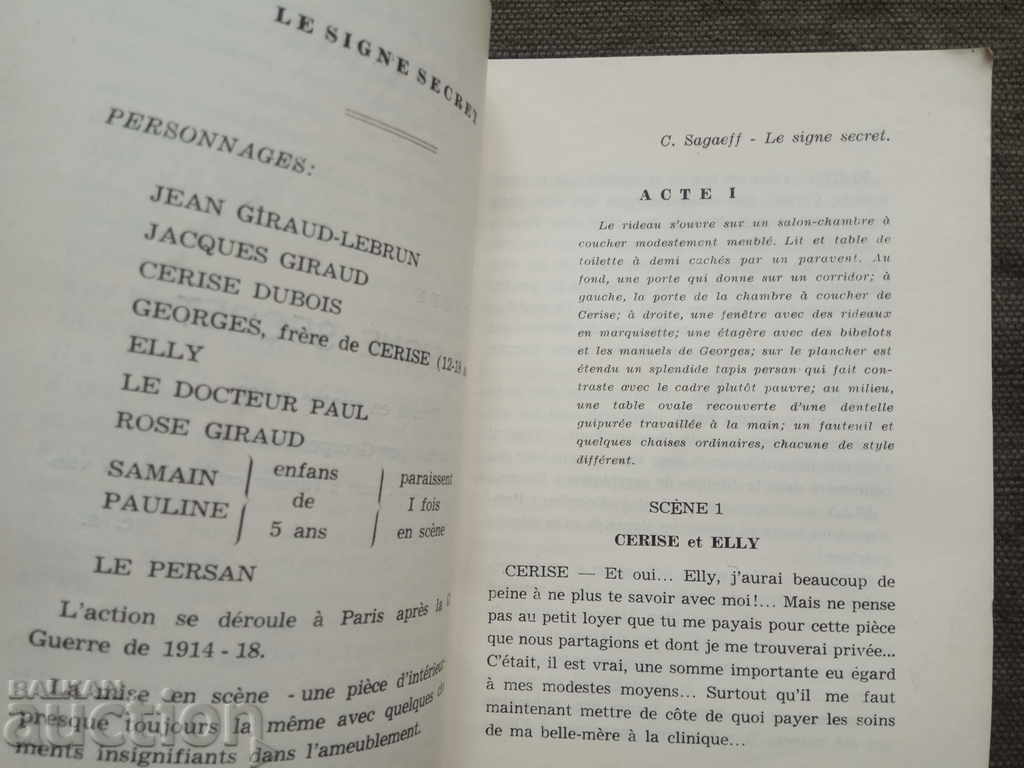 LE SIGNE SECRET
PERSONNAGES:
JEAN GIRAUD-LEBRUN
JACQUES GIRAUD
CERISE DUBOIS
GEORGES, frère de CERISE (12-18
ELLY
LE DOCTEUR PAUL
ROSE GIRAUD
SAMAIN enfans paraissent
PAULINE de 1 fois
5 ans en scène
LE PERSAN
L'action se déroule à Paris après la G
Guerre de 1914-18.
La mise en scène - une pièce d'intérieur
presque toujours la même avec quelques
ments insignifiants dans l'ameublement.
BALKAN
auction
C. Sagaeff - Le signe secret.
ACTE I
Le rideau s'ouvre sur un salon-chambre à
coucher modestement meublé. Lit et table de
toilette à demi cachés par un paravent. Au
fond, une porte qui donne sur un corridor; à
gauche, la porte de la chambre à coucher de
Cerise; à droite, une fenêtre avec des rideaux
en marquisette; une étagère avec des bibelots
et les manuels de Georges; sur le plancher est
étendu un splendide tapis persan qui fait con-
traste avec le cadre plutôt pauvre; au milieu,
une table ovale recouverte d'une dentelle
guipurée travaillée à la main; un fauteuil et
quelques chaises ordinaires, chacune de style
différent.
SCÈNE 1
CERISE et ELLY
CERISE — Et oui... Elly, j'aurai beaucoup de
peine à ne plus te savoir avec moi!... Mais ne pense
pas au petit loyer que tu me payais pour cette pièce
que nous partagions et dont je me trouverai privée...
C'était, il est vrai, une somme importante eu égard
à mes modestes moyens... Surtout qu'il me faut
maintenant mettre de côte de quoi payer les soins
de ma belle-mère à la clinique...